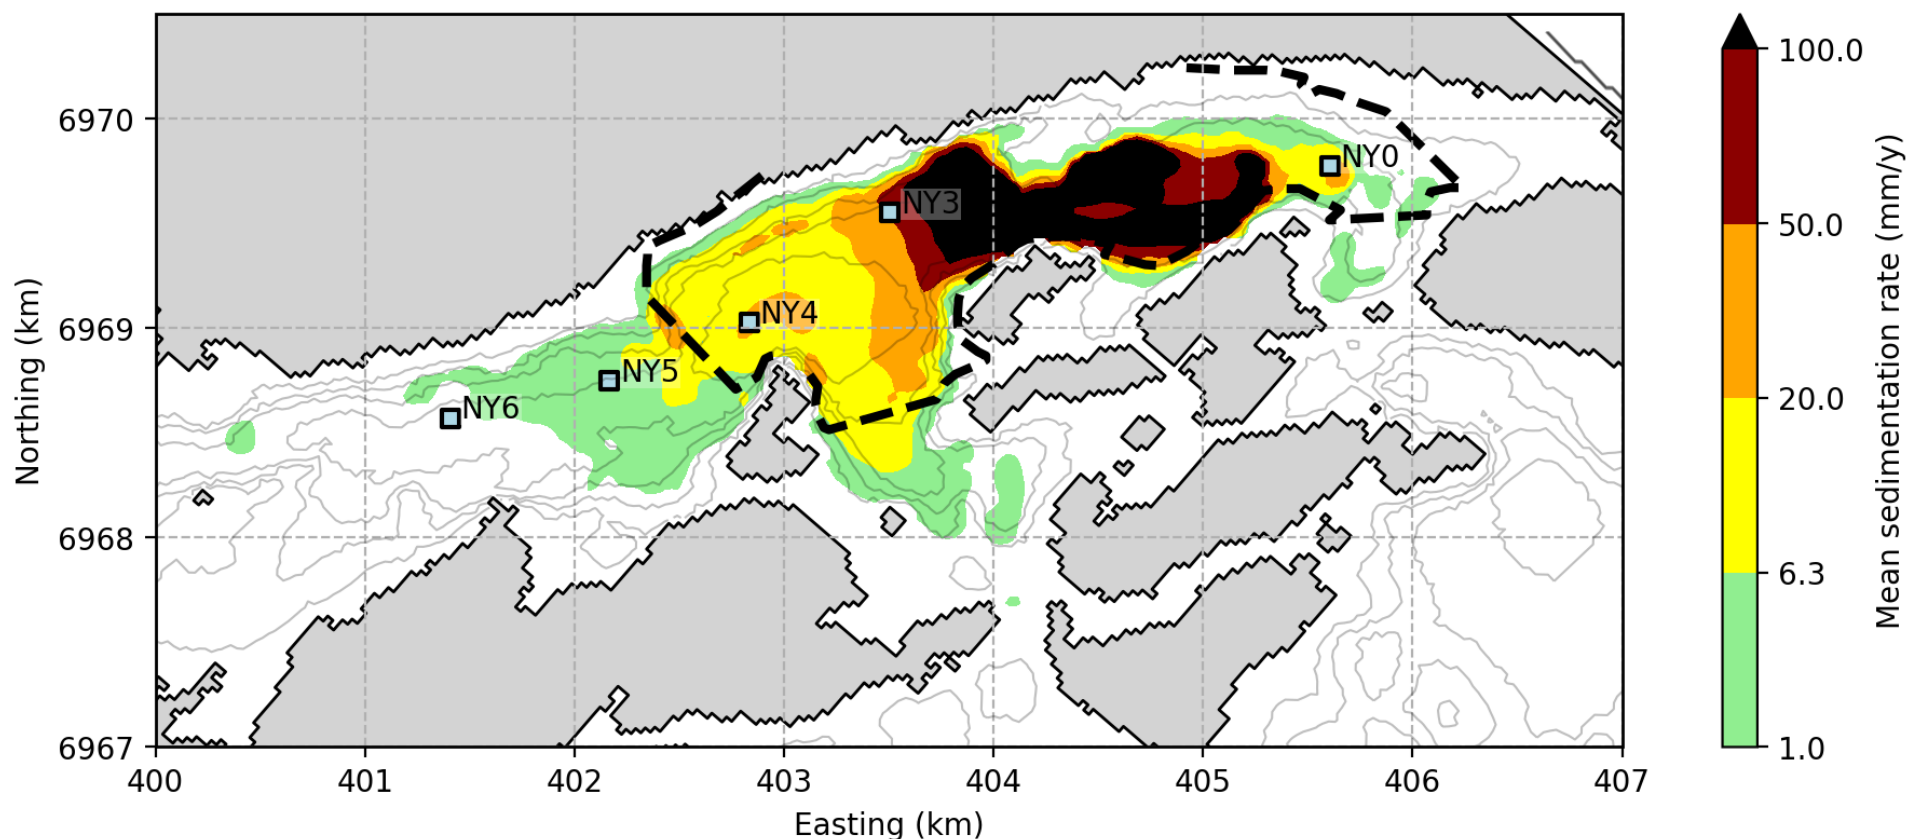 6970
6969
6968
6967
Northing (km)
400 401 402 403 404 405 406 407
Easting (km)
NY0
NY3
NY4
NY5
NY6
100.0
50.0
20.0
6.3
1.0
Mean sedimentation rate (mm/y)